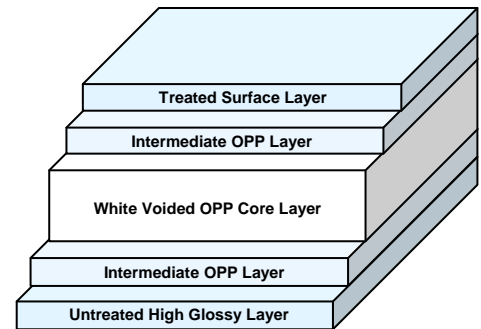 Treated Surface Layer
Intermediate OPP Layer
White Voided OPP Core Layer
Intermediate OPP Layer
Untreated High Glossy Layer